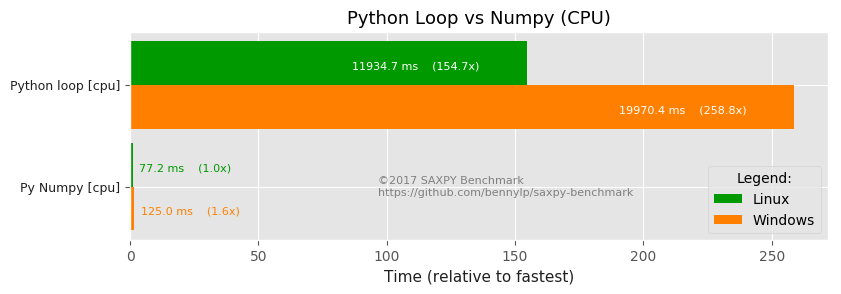 Python Loop vs Numpy (CPU)
Python loop [cpu]
11934.7 ms (154.7x)
19970.4 ms (258.8x)
Py Numpy [cpu]
77.2 ms (1.0x)
125.0 ms (1.6x)
©2017 SAXPY Benchmark
https://github.com/bennylp/saxpy-benchmark
Legend:
Linux
Windows
0 50 100 150 200 250
Time (relative to fastest)